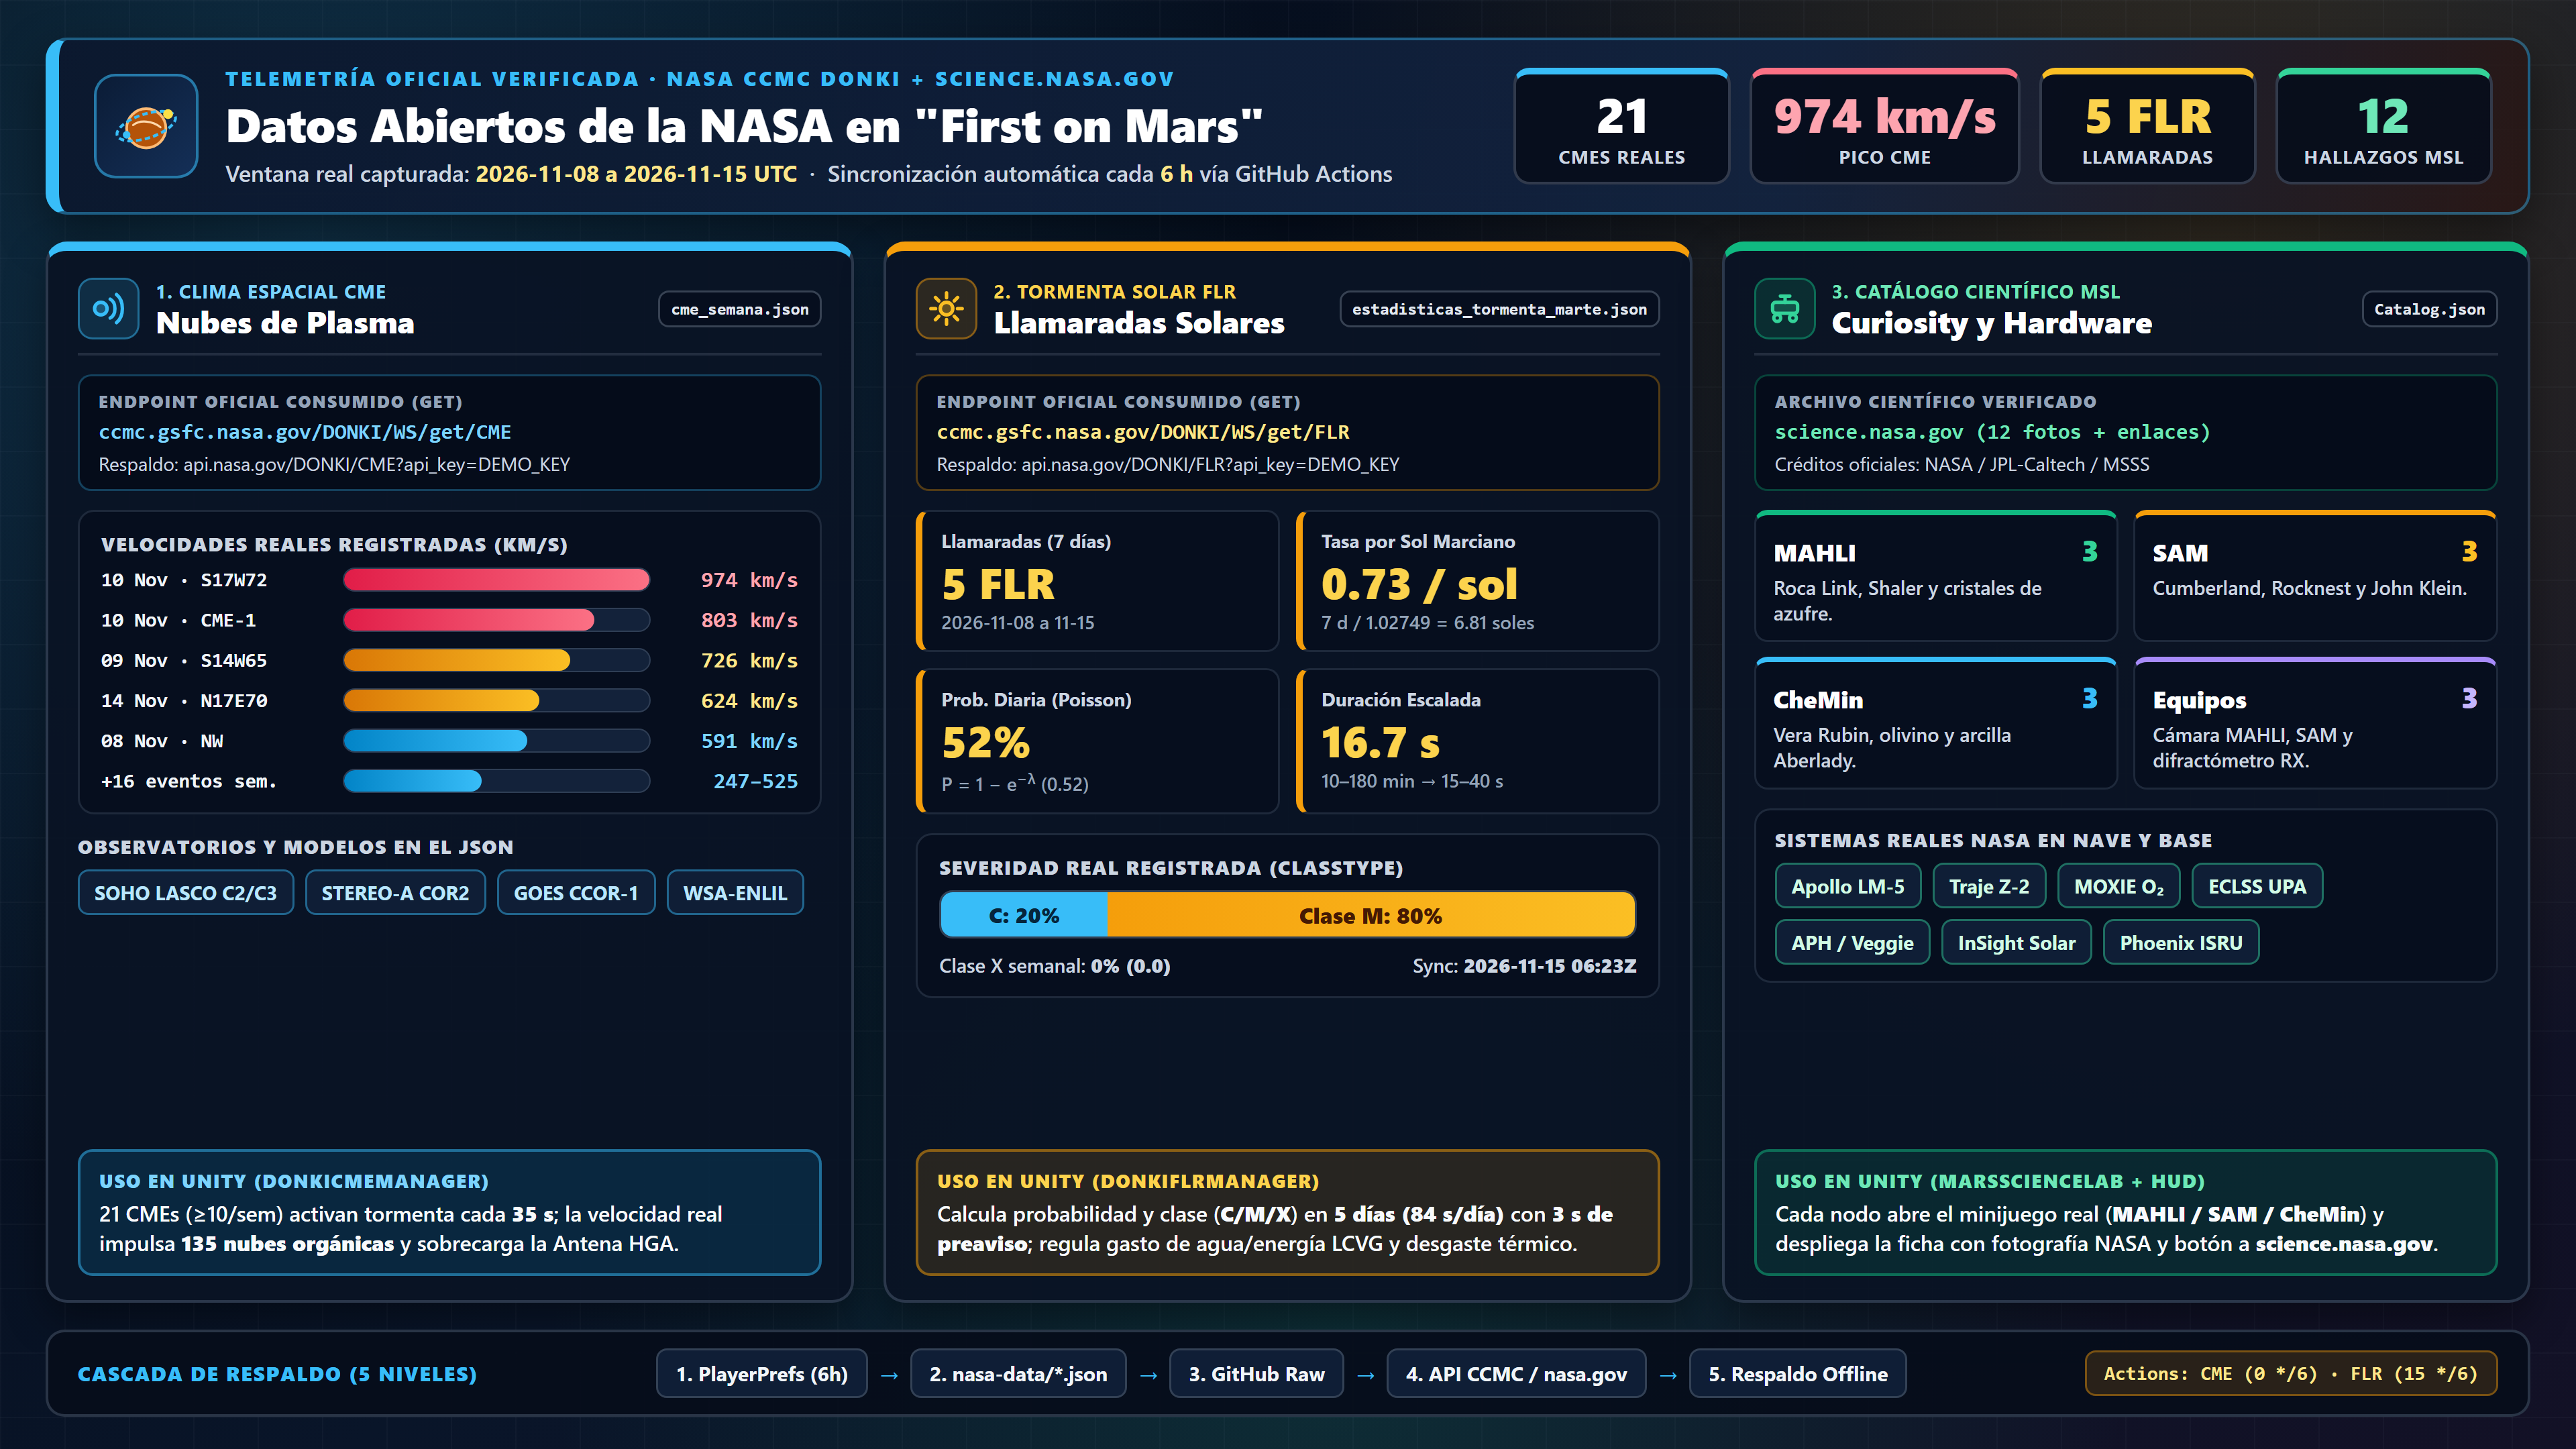 TELEMETRÍA OFICIAL VERIFICADA · NASA CCMC DONKI + SCIENCE.NASA.GOV
Datos Abiertos de la NASA en "First on Mars"
Ventana real capturada: 2026-11-08 a 2026-11-15 UTC · Sincronización automática cada 6 h vía GitHub Actions
21
CMES REALES
974 km/s
PICO CME
5 FLR
LLAMARADAS
12
HALLAZGOS MSL
1. CLIMA ESPACIAL CME
Nubes de Plasma
cme_semana.json
ENDPOINT OFICIAL CONSUMIDO (GET)
ccmc.gsfc.nasa.gov/DONKI/WS/get/CME
Respaldo: api.nasa.gov/DONKI/CME?api_key=DEMO_KEY
VELOCIDADES REALES REGISTRADAS (KM/S)
10 Nov · S17W72 974 km/s
10 Nov · CME-1 803 km/s
09 Nov · S14W65 726 km/s
14 Nov · N17E70 624 km/s
08 Nov · NW 591 km/s
+16 eventos sem. 247–525
OBSERVATORIOS Y MODELOS EN EL JSON
SOHO LASCO C2/C3 STEREO-A COR2 GOES CCOR-1 WSA-ENLIL
USO EN UNITY (DONKICMEMANAGER)
21 CMEs (≥10/sem) activan tormenta cada 35 s; la velocidad real
impulsa 135 nubes orgánicas y sobrecarga la Antena HGA.
2. TORMENTA SOLAR FLR
Llamaradas Solares
estadisticas_tormenta_marte.json
ENDPOINT OFICIAL CONSUMIDO (GET)
ccmc.gsfc.nasa.gov/DONKI/WS/get/FLR
Respaldo: api.nasa.gov/DONKI/FLR?api_key=DEMO_KEY
Llamaradas (7 días)
5 FLR
2026-11-08 a 11-15
Tasa por Sol Marciano
0.73 / sol
7 d / 1.02749 = 6.81 soles
Prob. Diaria (Poisson)
52%
P = 1 − e−λ (0.52)
Duración Escalada
16.7 s
10–180 min → 15–40 s
SEVERIDAD REAL REGISTRADA (CLASSTYPE)
C: 20% Clase M: 80%
Clase X semanal: 0% (0.0) Sync: 2026-11-15 06:23Z
USO EN UNITY (DONKIFLRMANAGER)
Calcula probabilidad y clase (C/M/X) en 5 días (84 s/día) con 3 s de
preaviso; regula gasto de agua/energía LCVG y desgaste térmico.
3. CATÁLOGO CIENTÍFICO MSL
Curiosity y Hardware
Catalog.json
ARCHIVO CIENTÍFICO VERIFICADO
science.nasa.gov (12 fotos + enlaces)
Créditos oficiales: NASA / JPL-Caltech / MSSS
MAHLI 3
Roca Link, Shaler y cristales de
azufre.
SAM 3
Cumberland, Rocknest y John Klein.
CheMin 3
Vera Rubin, olivino y arcilla
Aberlady.
Equipos 3
Cámara MAHLI, SAM y
difractómetro RX.
SISTEMAS REALES NASA EN NAVE Y BASE
Apollo LM-5 Traje Z-2 MOXIE O₂ ECLSS UPA
APH / Veggie InSight Solar Phoenix ISRU
USO EN UNITY (MARSSCIENCELAB + HUD)
Cada nodo abre el minijuego real (MAHLI / SAM / CheMin) y
despliega la ficha con fotografía NASA y botón a science.nasa.gov.
CASCADA DE RESPALDO (5 NIVELES)
1. PlayerPrefs (6h) → 2. nasa-data/*.json → 3. GitHub Raw → 4. API CCMC / nasa.gov → 5. Respaldo Offline
Actions: CME (0 */6) · FLR (15 */6)